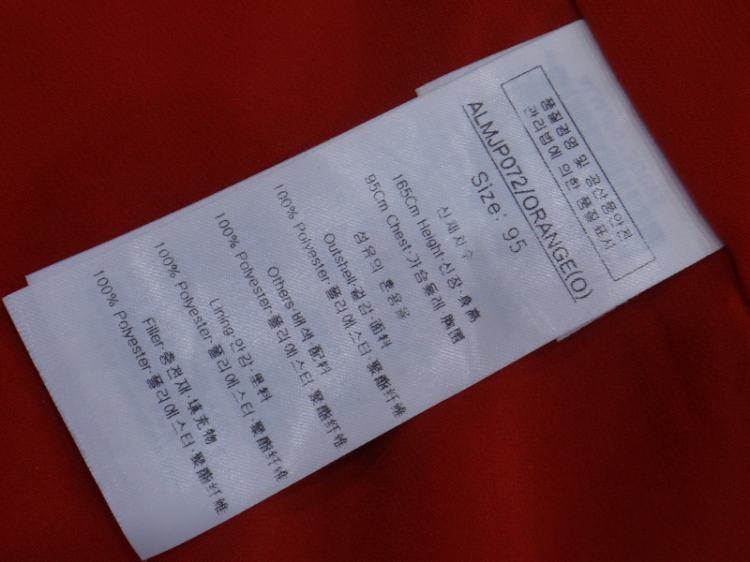 품질경영 및 공산품안전
관리법에 의한 품질표시
ALMJP072/ORANGE(O)
Size: 95
신체치수
165Cm Height·신장·身高
95Cm Chest·가슴둘레 胸圍
섬유의 혼용율
Outshell·겉감·面料
100% Polyester·폴리에스터·聚酯纤维
Others·배색·配料
100% Polyester·폴리에스터·聚酯纤维
Lining·안감·里料
100% Polyester·폴리에스터·聚酯纤维
Filler·충전재·填充物
100% Polyester·폴리에스터·聚酯纤维